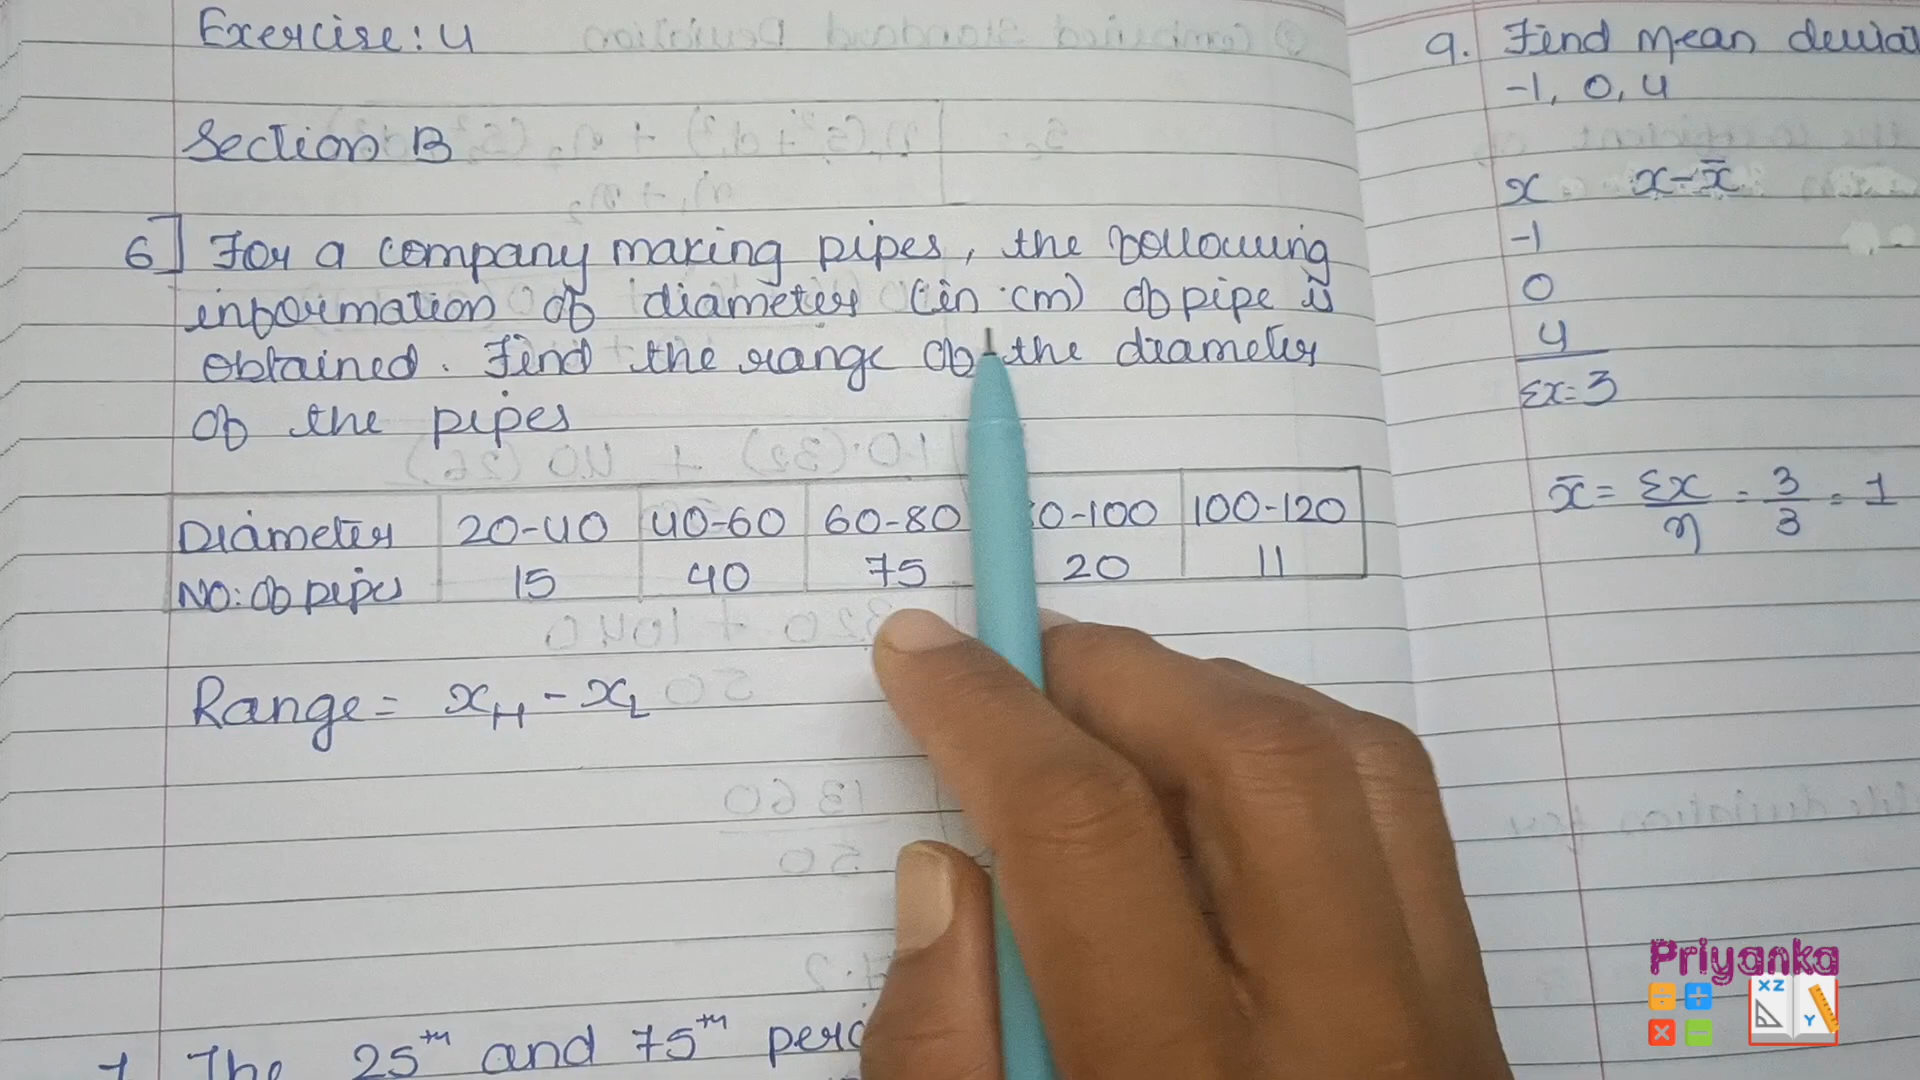 Exercise: 4
Section B
6] For a company making pipes, the following
information of diameter (in cm) of pipe is
obtained. Find the range of the diameter
of the pipes
Diameter 20-40 40-60 60-80 0-100 100-120
No: of pipes 15 40 75 20 11
Range = xH - xL
7 The 25th and 75th perc
9. Find mean deviat
-1, 0, 4
x x-x̄
-1
0
4
Σx=3
x̄ = Σx/n = 3/3 = 1
Priyanka
XZ
Y